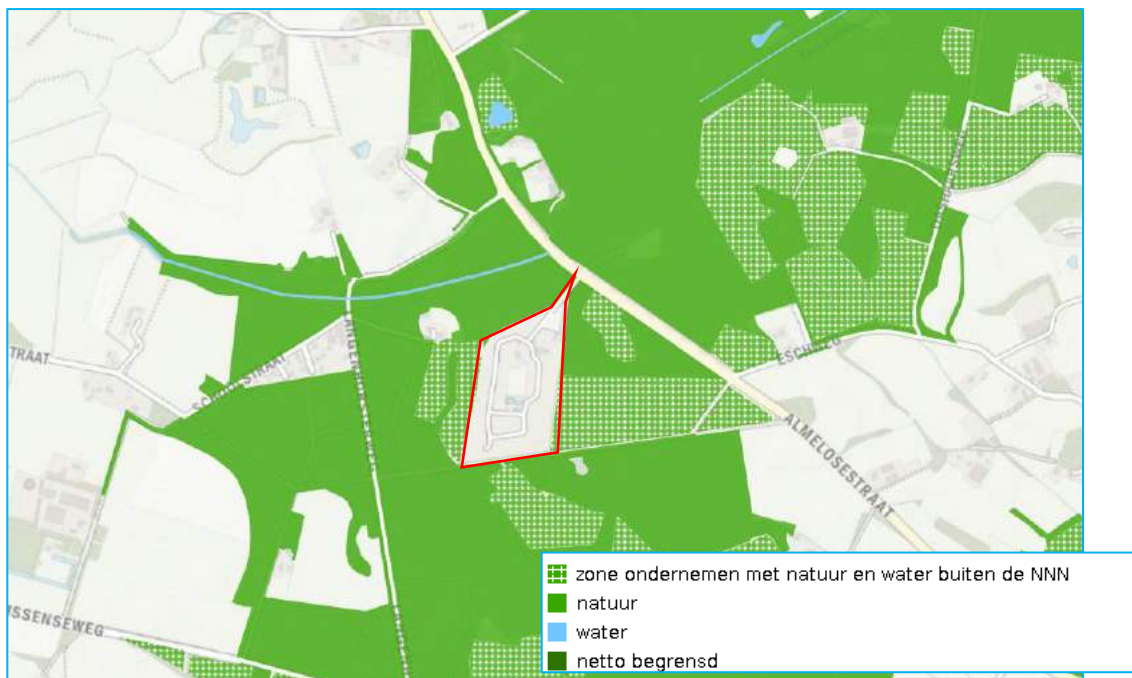 STRAAT
ESCHWEG
ALMELOSESTRAAT
SSENSEWEG
zone ondernemen met natuur en water buiten de NNN
natuur
water
netto begrensd